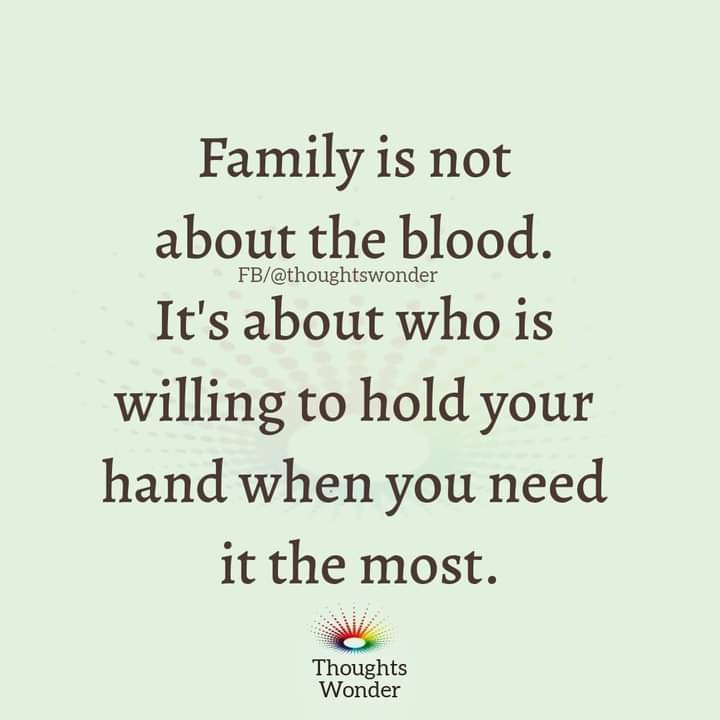 Family is not
about the blood.
FB/@thoughtswonder
It's about who is
willing to hold your
hand when you need
it the most.
Thoughts
Wonder